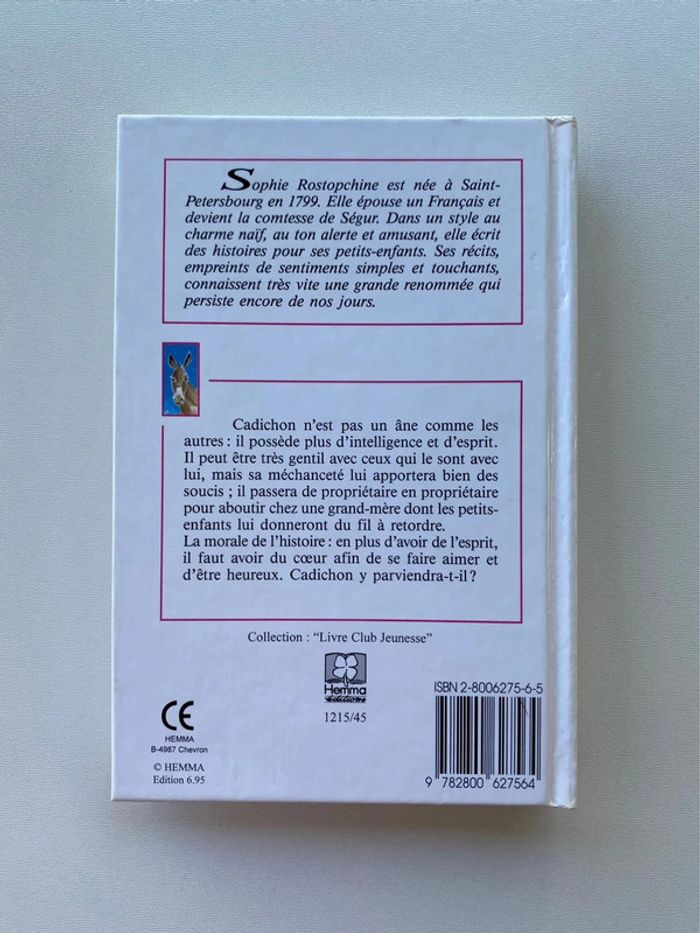 Sophie Rostopchine est née à Saint-
Petersbourg en 1799. Elle épouse un Français et
devient la comtesse de Ségur. Dans un style au
charme naïf, au ton alerte et amusant, elle écrit
des histoires pour ses petits-enfants. Ses récits,
empreints de sentiments simples et touchants,
connaissent très vite une grande renommée qui
persiste encore de nos jours.
Cadichon n'est pas un âne comme les
autres : il possède plus d'intelligence et d'esprit.
Il peut être très gentil avec ceux qui le sont avec
lui, mais sa méchanceté lui apportera bien des
soucis ; il passera de propriétaire en propriétaire
pour aboutir chez une grand-mère dont les petits-
enfants lui donneront du fil à retordre.
La morale de l'histoire : en plus d'avoir de l'esprit,
il faut avoir du cœur afin de se faire aimer et
d'être heureux. Cadichon y parviendra-t-il ?
Collection : "Livre Club Jeunesse"
Hemma
éditions
1215/45
CE
HEMMA
B-4987 Chevron
© HEMMA
Edition 6.95
ISBN 2-8006275-6-5
9 782800 627564